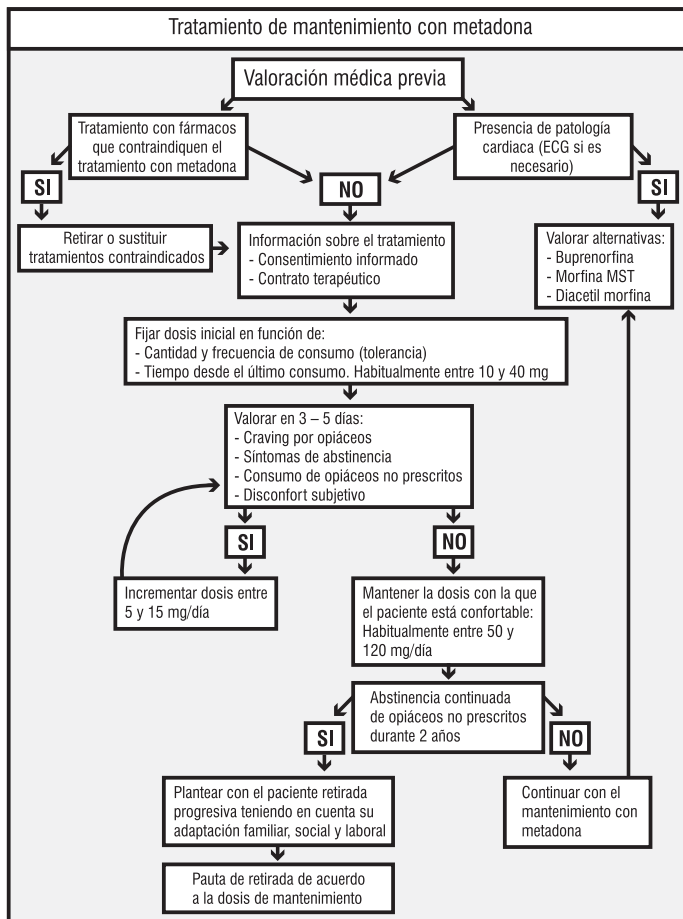 Tratamiento de mantenimiento con metadona
Valoración médica previa
Tratamiento con fármacos
que contraindiquen el
tratamiento con metadona
Presencia de patología
cardiaca (ECG si es
necesario)
SI
NO
SI
Retirar o sustituir
tratamientos contraindicados
Información sobre el tratamiento
- Consentimiento informado
- Contrato terapéutico
Valorar alternativas:
- Buprenorfina
- Morfina MST
- Diacetil morfina
Fijar dosis inicial en función de:
- Cantidad y frecuencia de consumo (tolerancia)
- Tiempo desde el último consumo. Habitualmente entre 10 y 40 mg
Valorar en 3 – 5 días:
- Craving por opiáceos
- Síntomas de abstinencia
- Consumo de opiáceos no prescritos
- Disconfort subjetivo
SI
NO
Incrementar dosis entre
5 y 15 mg/día
Mantener la dosis con la que
el paciente está confortable:
Habitualmente entre 50 y
120 mg/día
Abstinencia continuada
de opiáceos no prescritos
durante 2 años
SI
NO
Plantear con el paciente retirada
progresiva teniendo en cuenta su
adaptación familiar, social y laboral
Continuar con el
mantenimiento con
metadona
Pauta de retirada de acuerdo
a la dosis de mantenimiento